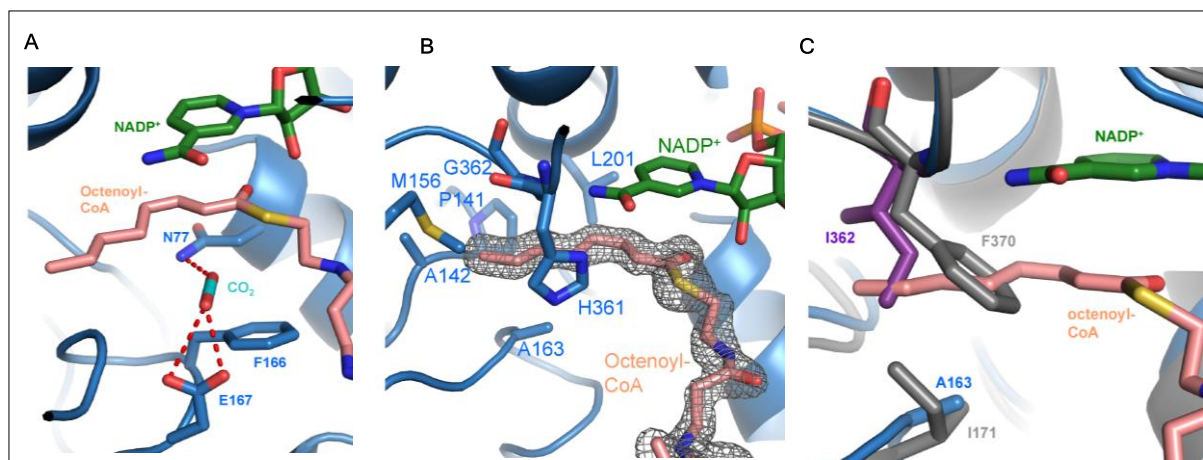 A
NADP⁺
Octenoyl-
CoA
N77
CO₂
F166
E167
B
G362
L201
NADP⁺
M156
P141
A142
H361
A163
Octenoyl-
CoA
C
NADP⁺
I362
F370
octenoyl-
CoA
A163
I171